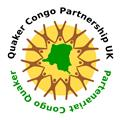 Quaker Congo Partnership UK
Partenariat Congo Quaker